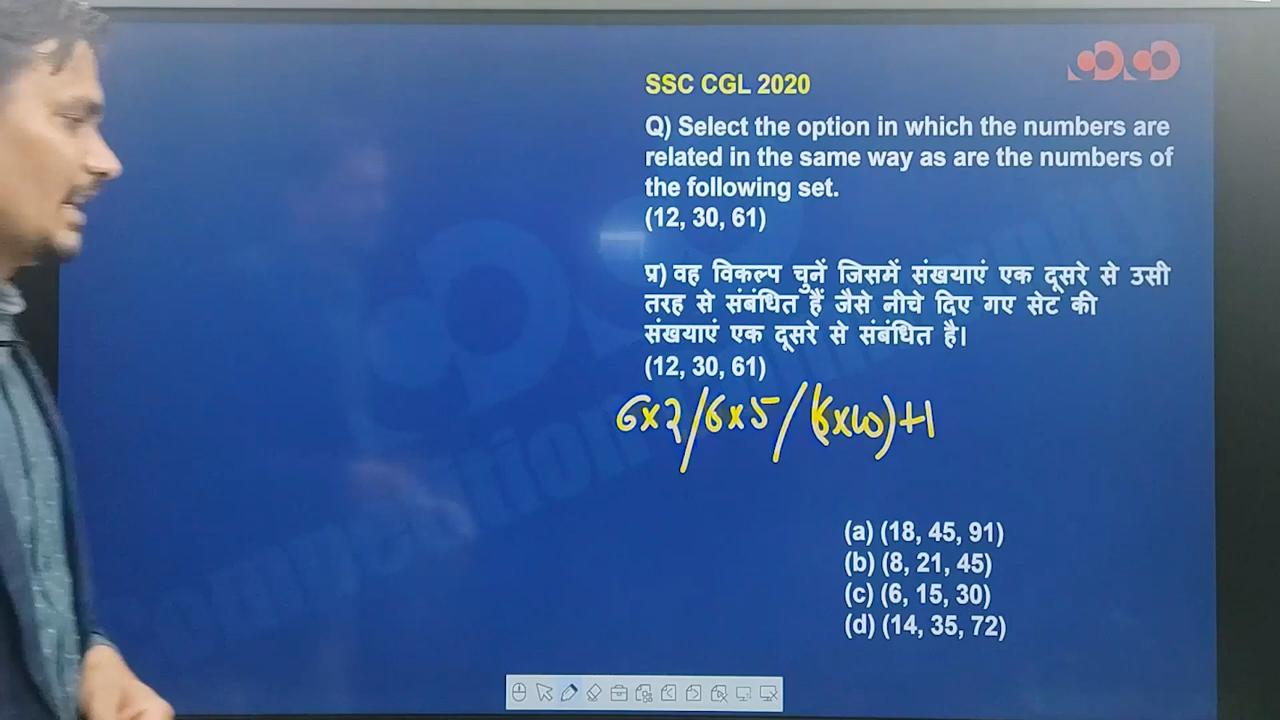 SSC CGL 2020
Q) Select the option in which the numbers are
related in the same way as are the numbers of
the following set.
(12, 30, 61)
प्र) वह विकल्प चुनें जिसमें संखयाएं एक दूसरे से उसी
तरह से संबंधित हैं जैसे नीचे दिए गए सेट की
संखयाएं एक दूसरे से संबंधित है।
(12, 30, 61)
6x2/6x5/(6x10)+1
(a) (18, 45, 91)
(b) (8, 21, 45)
(c) (6, 15, 30)
(d) (14, 35, 72)